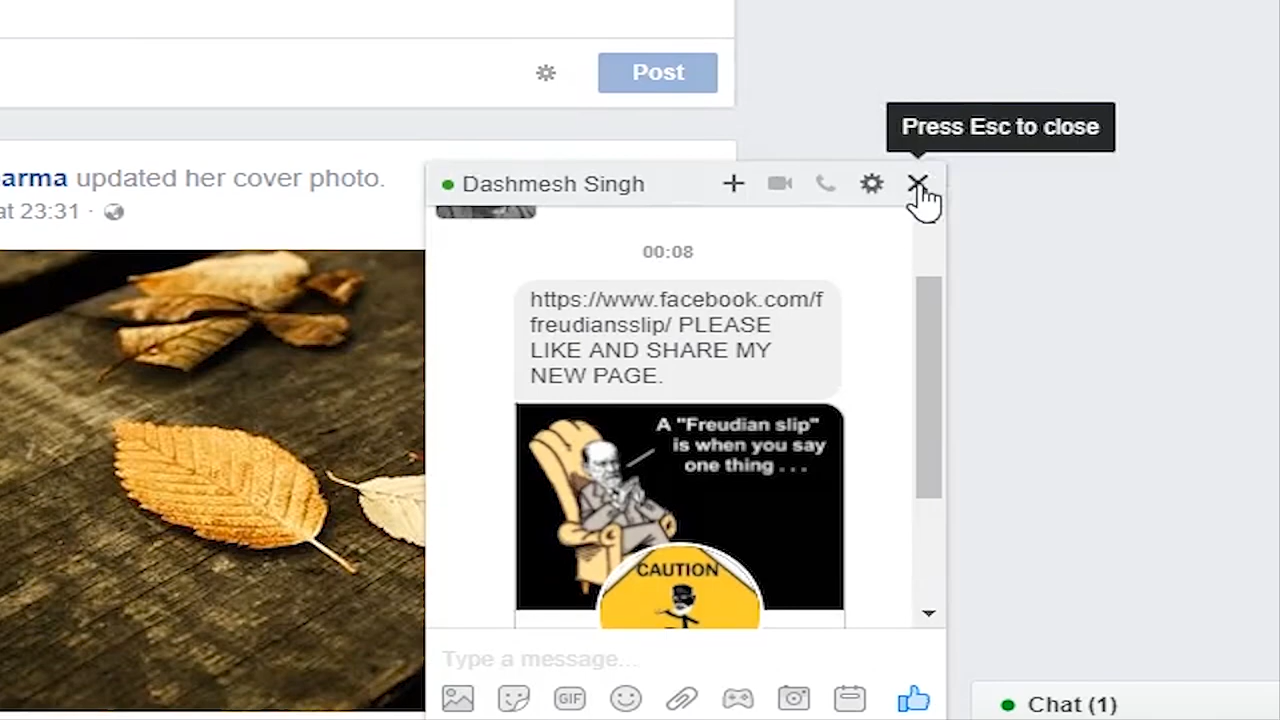 Post
Press Esc to close
arma updated her cover photo.
at 23:31 ·
Dashmesh Singh
00:08
https://www.facebook.com/f
freudiansslip/ PLEASE
LIKE AND SHARE MY
NEW PAGE.
A "Freudian slip"
is when you say
one thing . . .
CAUTION
Type a message...
GIF
Chat (1)